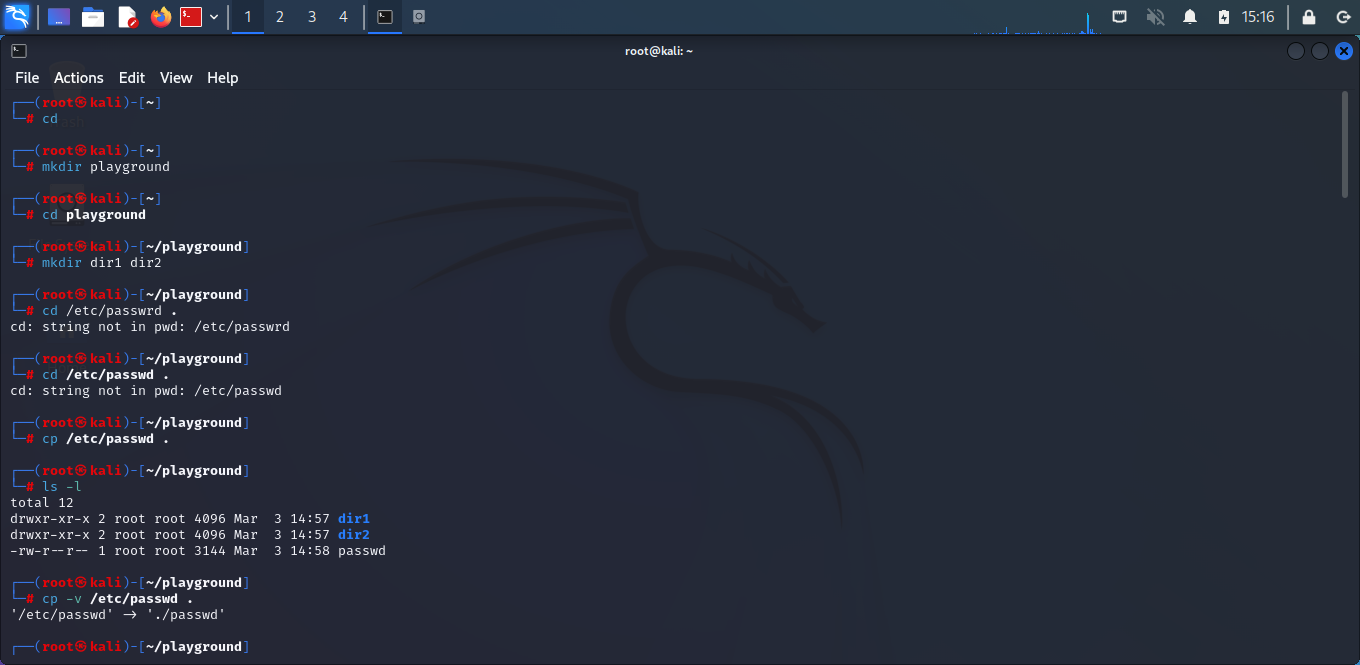 1 2 3 4 15:16
root@kali: ~
File Actions Edit View Help
┌──(root㉿kali)-[~]
└─# cd
┌──(root㉿kali)-[~]
└─# mkdir playground
┌──(root㉿kali)-[~]
└─# cd playground
┌──(root㉿kali)-[~/playground]
└─# mkdir dir1 dir2
┌──(root㉿kali)-[~/playground]
└─# cd /etc/passwrd .
cd: string not in pwd: /etc/passwrd
┌──(root㉿kali)-[~/playground]
└─# cd /etc/passwd .
cd: string not in pwd: /etc/passwd
┌──(root㉿kali)-[~/playground]
└─# cp /etc/passwd .
┌──(root㉿kali)-[~/playground]
└─# ls -l
total 12
drwxr-xr-x 2 root root 4096 Mar  3 14:57 dir1
drwxr-xr-x 2 root root 4096 Mar  3 14:57 dir2
-rw-r--r-- 1 root root 3144 Mar  3 14:58 passwd
┌──(root㉿kali)-[~/playground]
└─# cp -v /etc/passwd .
'/etc/passwd' -> './passwd'
┌──(root㉿kali)-[~/playground]